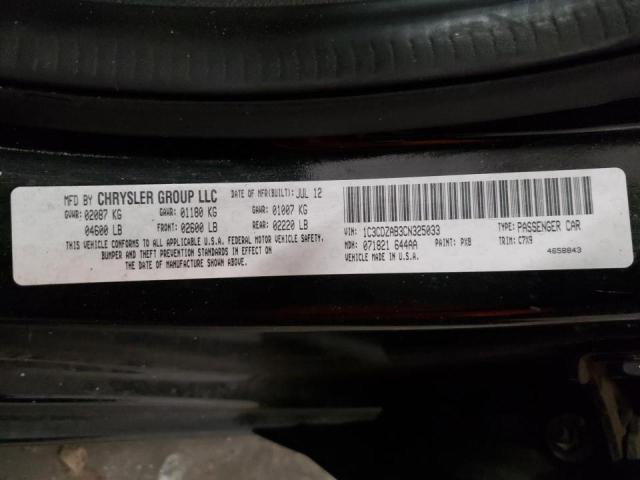 MFD BY CHRYSLER GROUP LLC DATE OF MFR(BUILT): JUL 12
GVWR: 02087 KG GAWR: 01180 KG GAWR: 01007 KG
04600 LB FRONT: 02600 LB REAR: 02220 LB
THIS VEHICLE CONFORMS TO ALL APPLICABLE U.S.A. FEDERAL MOTOR VEHICLE SAFETY,
BUMPER AND THEFT PREVENTION STANDARDS IN EFFECT ON
THE DATE OF MANUFACTURE SHOWN ABOVE.
VIN: 1C3CDZAB3CN325033 TYPE: PASSENGER CAR
MDH: 071821 644AA PAINT: PX8 TRIM: C7X9
VEHICLE MADE IN U.S.A. 4658843